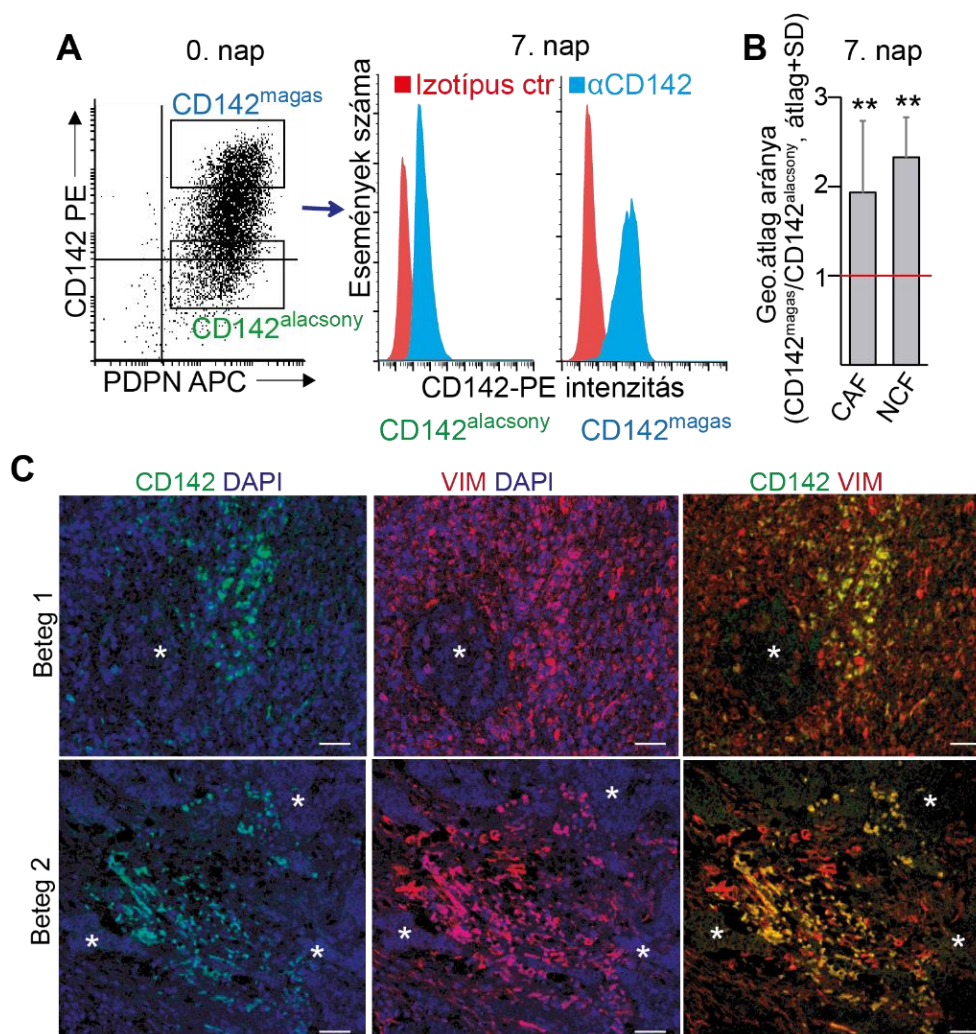 A
0. nap
7. nap
CD142magas
CD142 PE
CD142alacsony
PDPN APC
Események száma
Izotípus ctr
αCD142
CD142-PE intenzitás
CD142alacsony
CD142magas
B
7. nap
Geo.átlag aránya
(CD142magas/CD142alacsony, átlag+SD)
3
2
1
**
**
CAF
NCF
C
CD142 DAPI
VIM DAPI
CD142 VIM
Beteg 1
*
*
*
Beteg 2
*
*
*
*
*
*
*
*
*